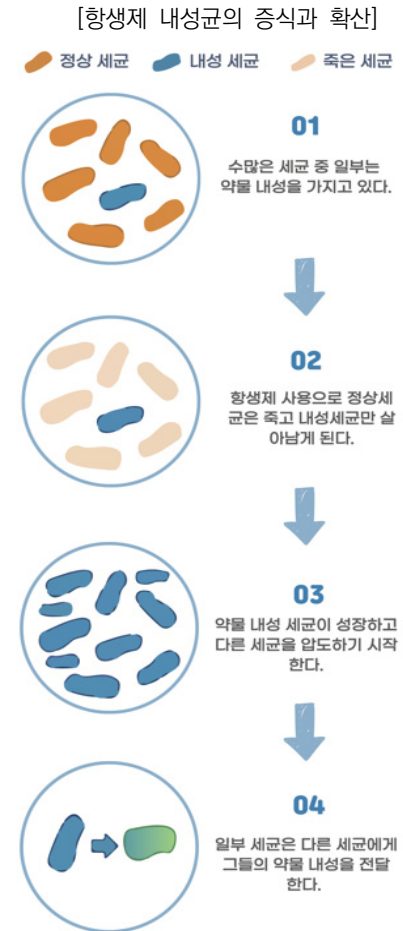 [항생제 내성균의 증식과 확산]
정상 세균 내성 세균 죽은 세균
01
수많은 세균 중 일부는
약물 내성을 가지고 있다.
02
항생제 사용으로 정상세
균은 죽고 내성세균만 살
아남게 된다.
03
약물 내성 세균이 성장하고
다른 세균을 압도하기 시작
한다.
04
일부 세균은 다른 세균에게
그들의 약물 내성을 전달
한다.